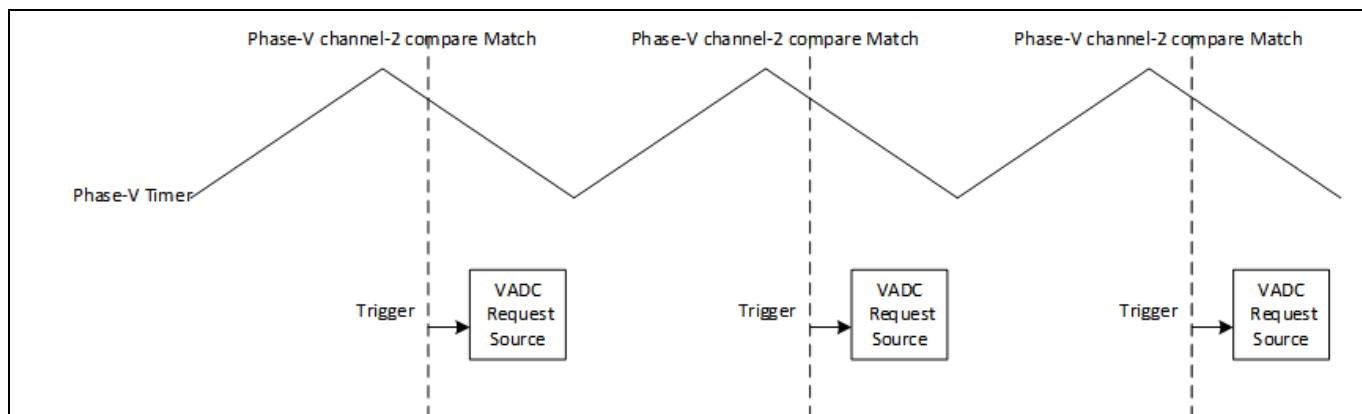 Phase-V channel-2 compare Match
Phase-V channel-2 compare Match
Phase-V channel-2 compare Match
Phase-V Timer
Trigger
VADC
Request
Source
Trigger
VADC
Request
Source
Trigger
VADC
Request
Source